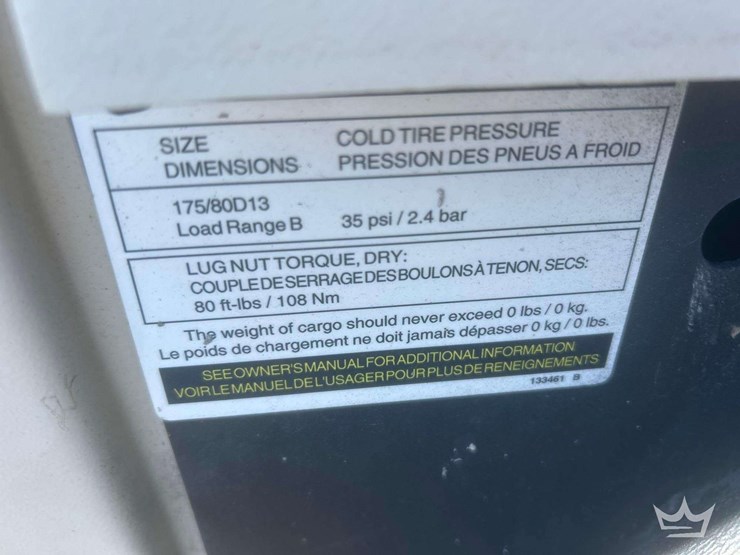 SIZE
DIMENSIONS
COLD TIRE PRESSURE
PRESSION DES PNEUS A FROID
175/80D13
Load Range B
35 psi / 2.4 bar
LUG NUT TORQUE, DRY:
COUPLE DE SERRAGE DES BOULONS À TENON, SECS:
80 ft-lbs / 108 Nm
The weight of cargo should never exceed 0 lbs / 0 kg.
Le poids de chargement ne doit jamais dépasser 0 kg / 0 lbs.
SEE OWNER'S MANUAL FOR ADDITIONAL INFORMATION
VOIR LE MANUEL DE L'USAGER POUR PLUS DE RENEIGNEMENTS
133461 B